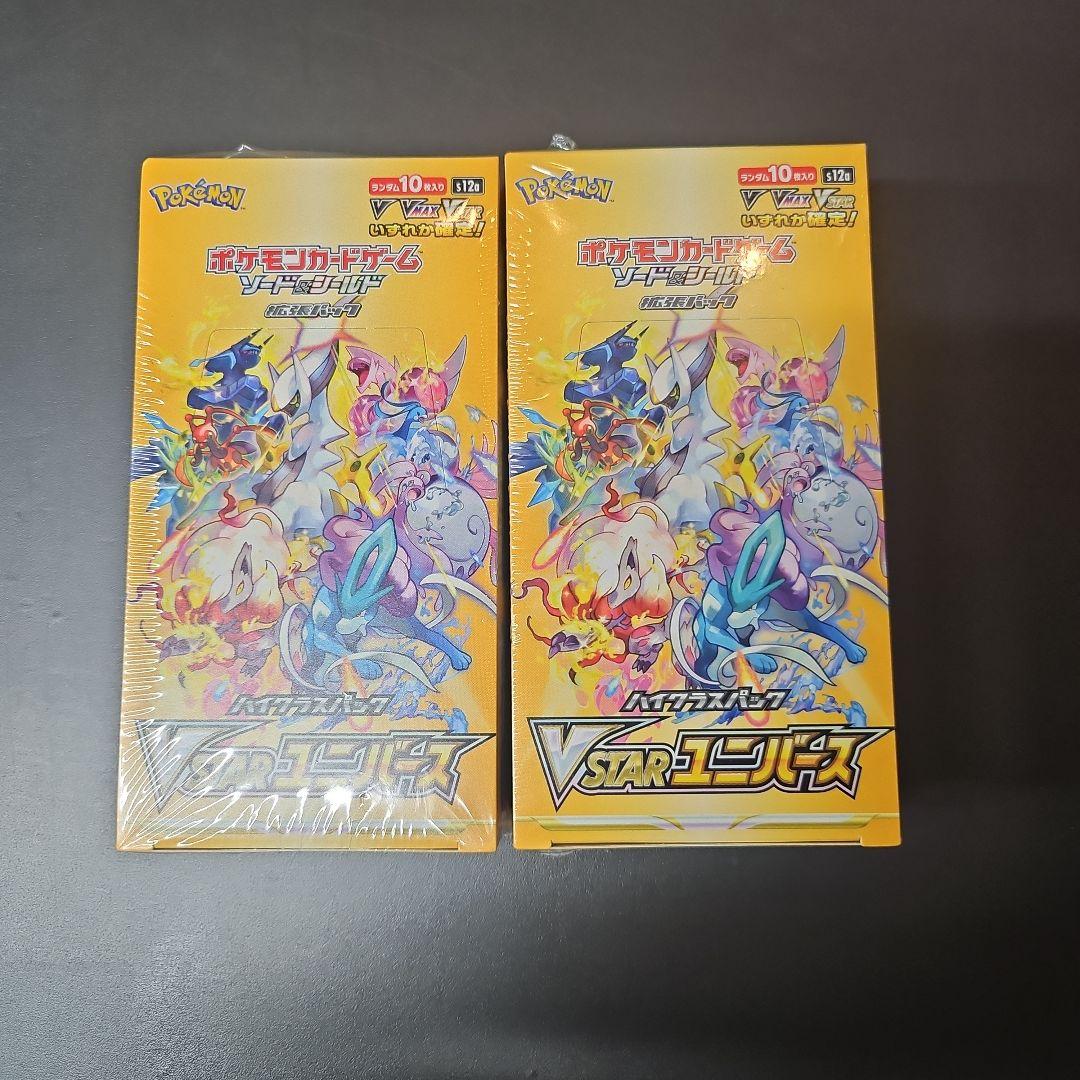 POKéMON
ランダム10枚入り S12a
V VMAX VSTAR
いずれか確定!
ポケモンカードゲーム
ソード&シールド
拡張パック
ハイクラスパック
VSTARユニバース
POKéMON
ランダム10枚入り S12a
V VMAX VSTAR
いずれか確定!
ポケモンカードゲーム
ソード&シールド
拡張パック
ハイクラスパック
VSTARユニバース